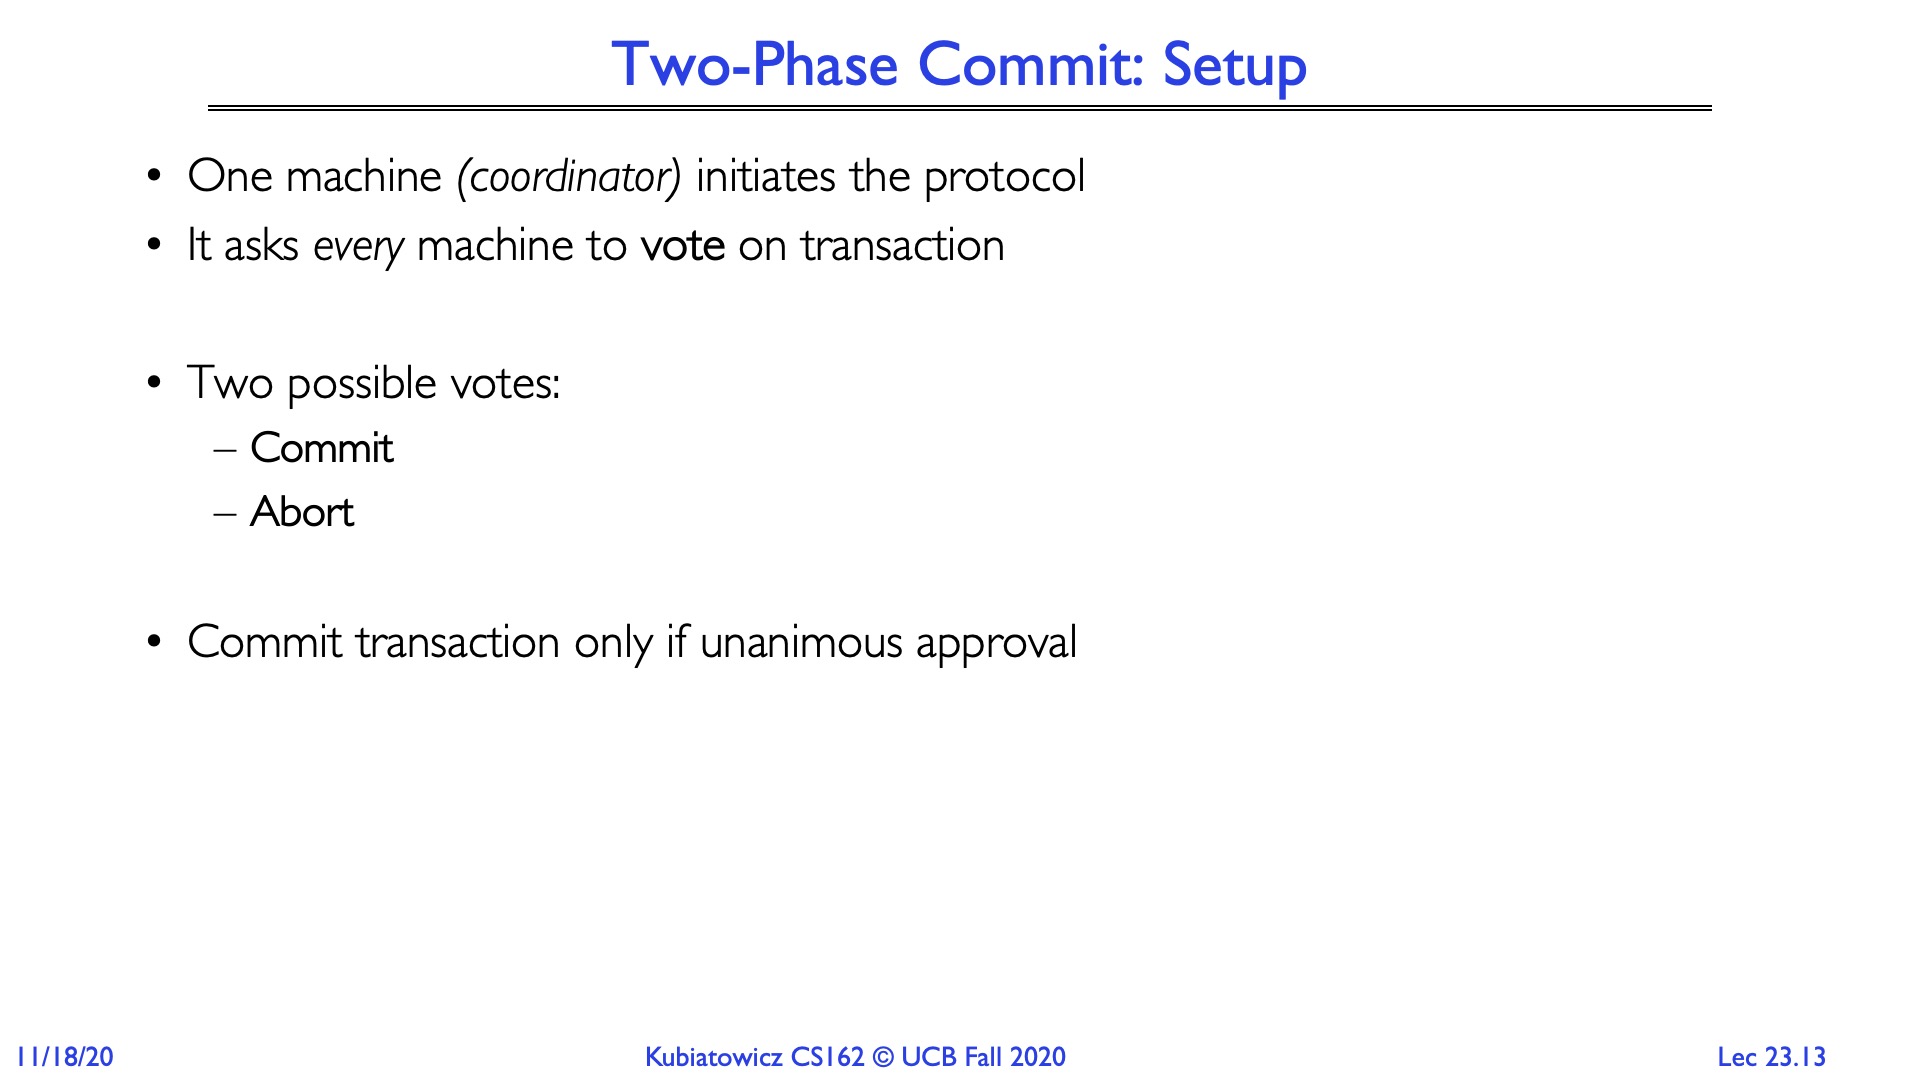 Two-Phase Commit: Setup
• One machine (coordinator) initiates the protocol
• It asks every machine to vote on transaction
• Two possible votes:
– Commit
– Abort
• Commit transaction only if unanimous approval
11/18/20
Kubiatowicz CS162 © UCB Fall 2020
Lec 23.13